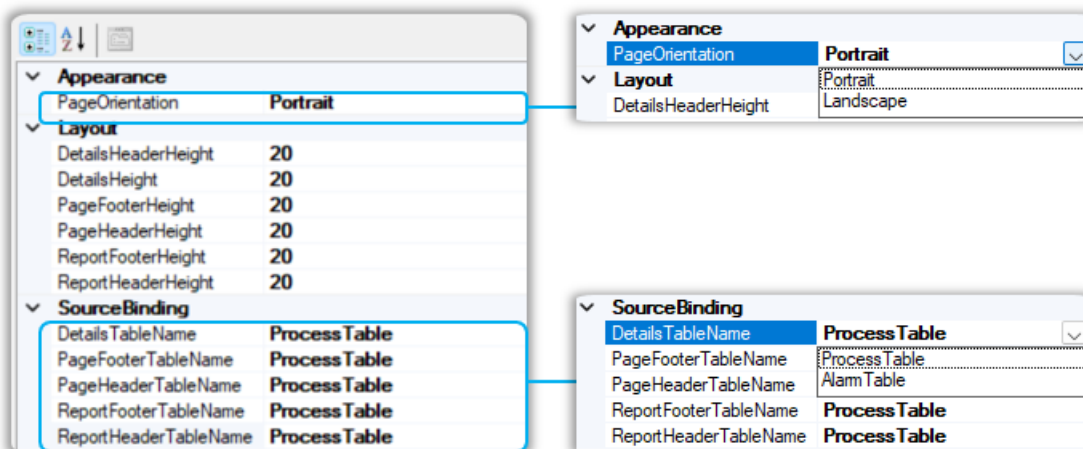 A
Z
Appearance
PageOrientation Portrait
Layout
DetailsHeaderHeight 20
DetailsHeight 20
PageFooterHeight 20
PageHeaderHeight 20
ReportFooterHeight 20
ReportHeaderHeight 20
SourceBinding
DetailsTableName ProcessTable
PageFooterTableName ProcessTable
PageHeaderTableName ProcessTable
ReportFooterTableName ProcessTable
ReportHeaderTableName ProcessTable
Appearance
PageOrientation Portrait
Layout Portrait
DetailsHeaderHeight Landscape
SourceBinding
DetailsTableName ProcessTable
PageFooterTableName ProcessTable
PageHeaderTableName AlarmTable
ReportFooterTableName ProcessTable
ReportHeaderTableName ProcessTable